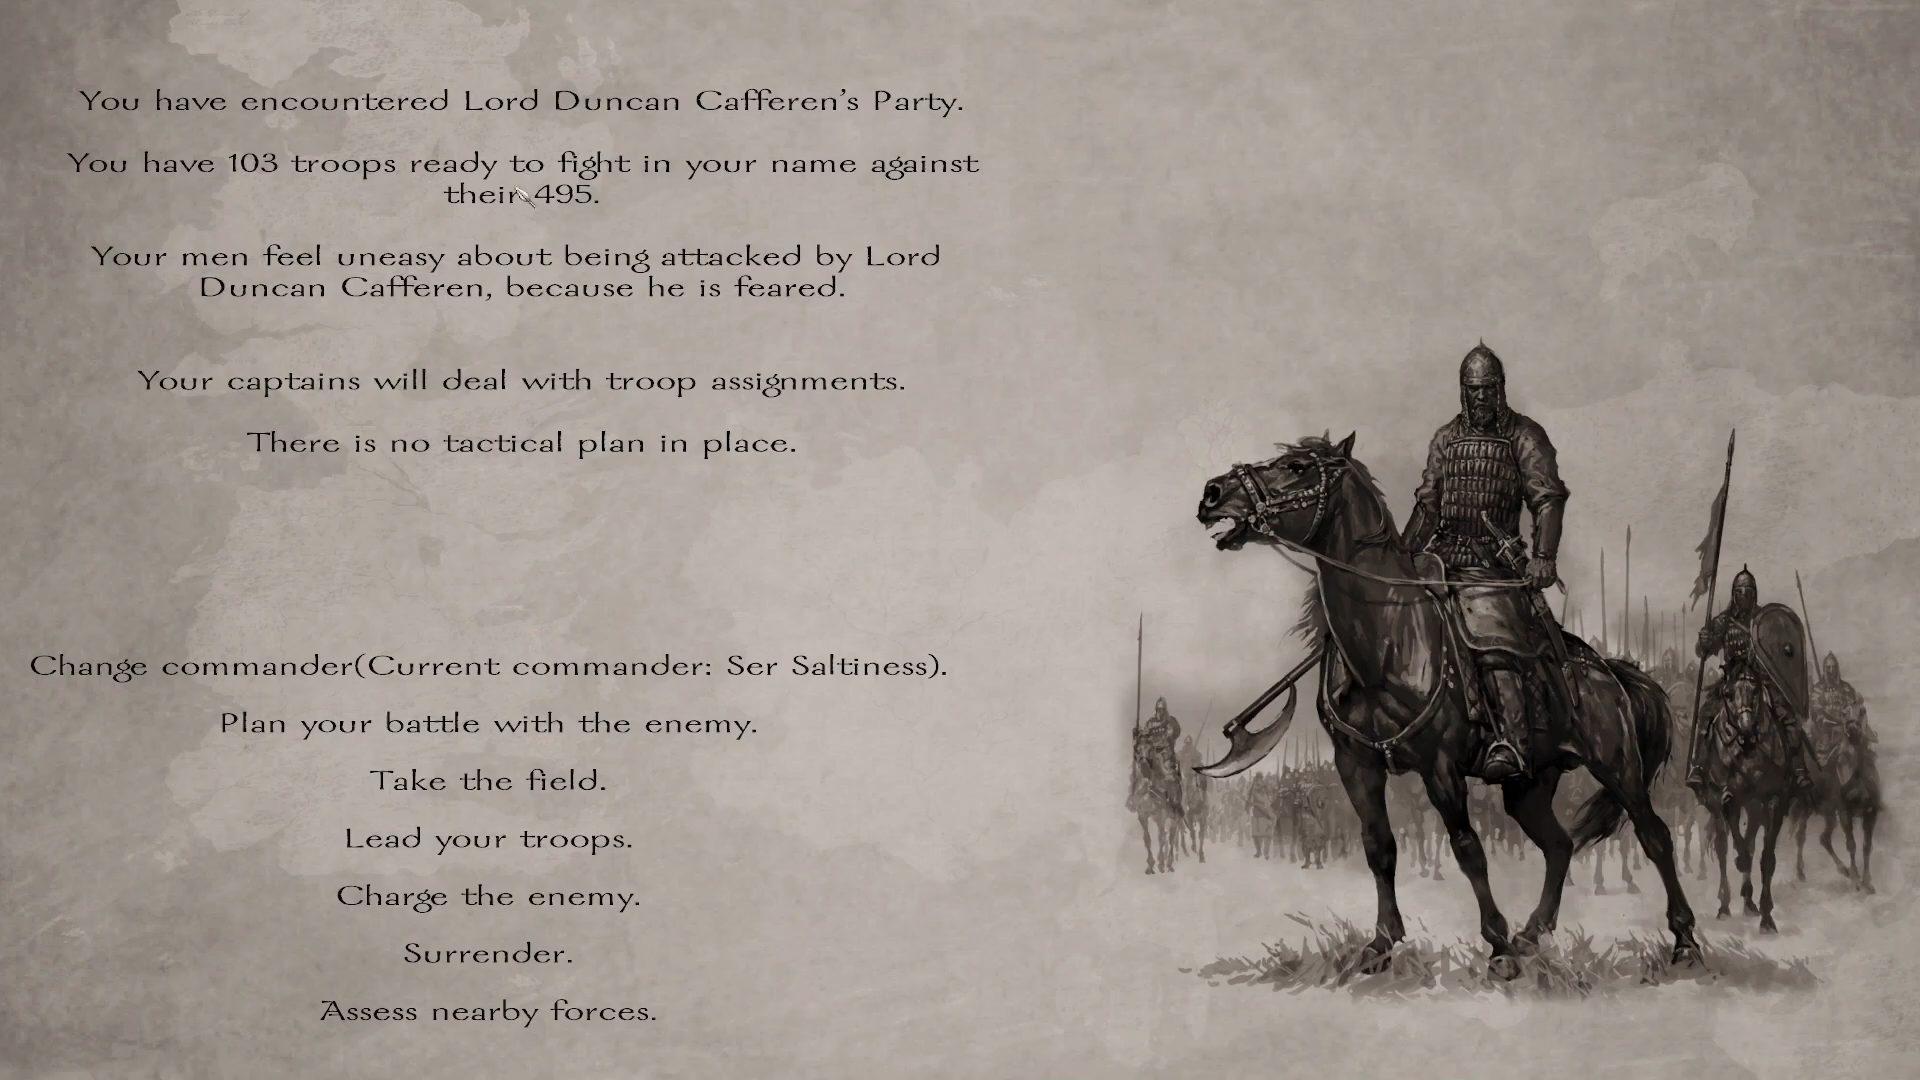 You have encountered Lord Duncan Cafferen's Party.
You have 103 troops ready to fight in your name against
their 495.
Your men feel uneasy about being attacked by Lord
Duncan Cafferen, because he is feared.
Your captains will deal with troop assignments.
There is no tactical plan in place.
Change commander(Current commander: Ser Saltiness).
Plan your battle with the enemy.
Take the field.
Lead your troops.
Charge the enemy.
Surrender.
Assess nearby forces.